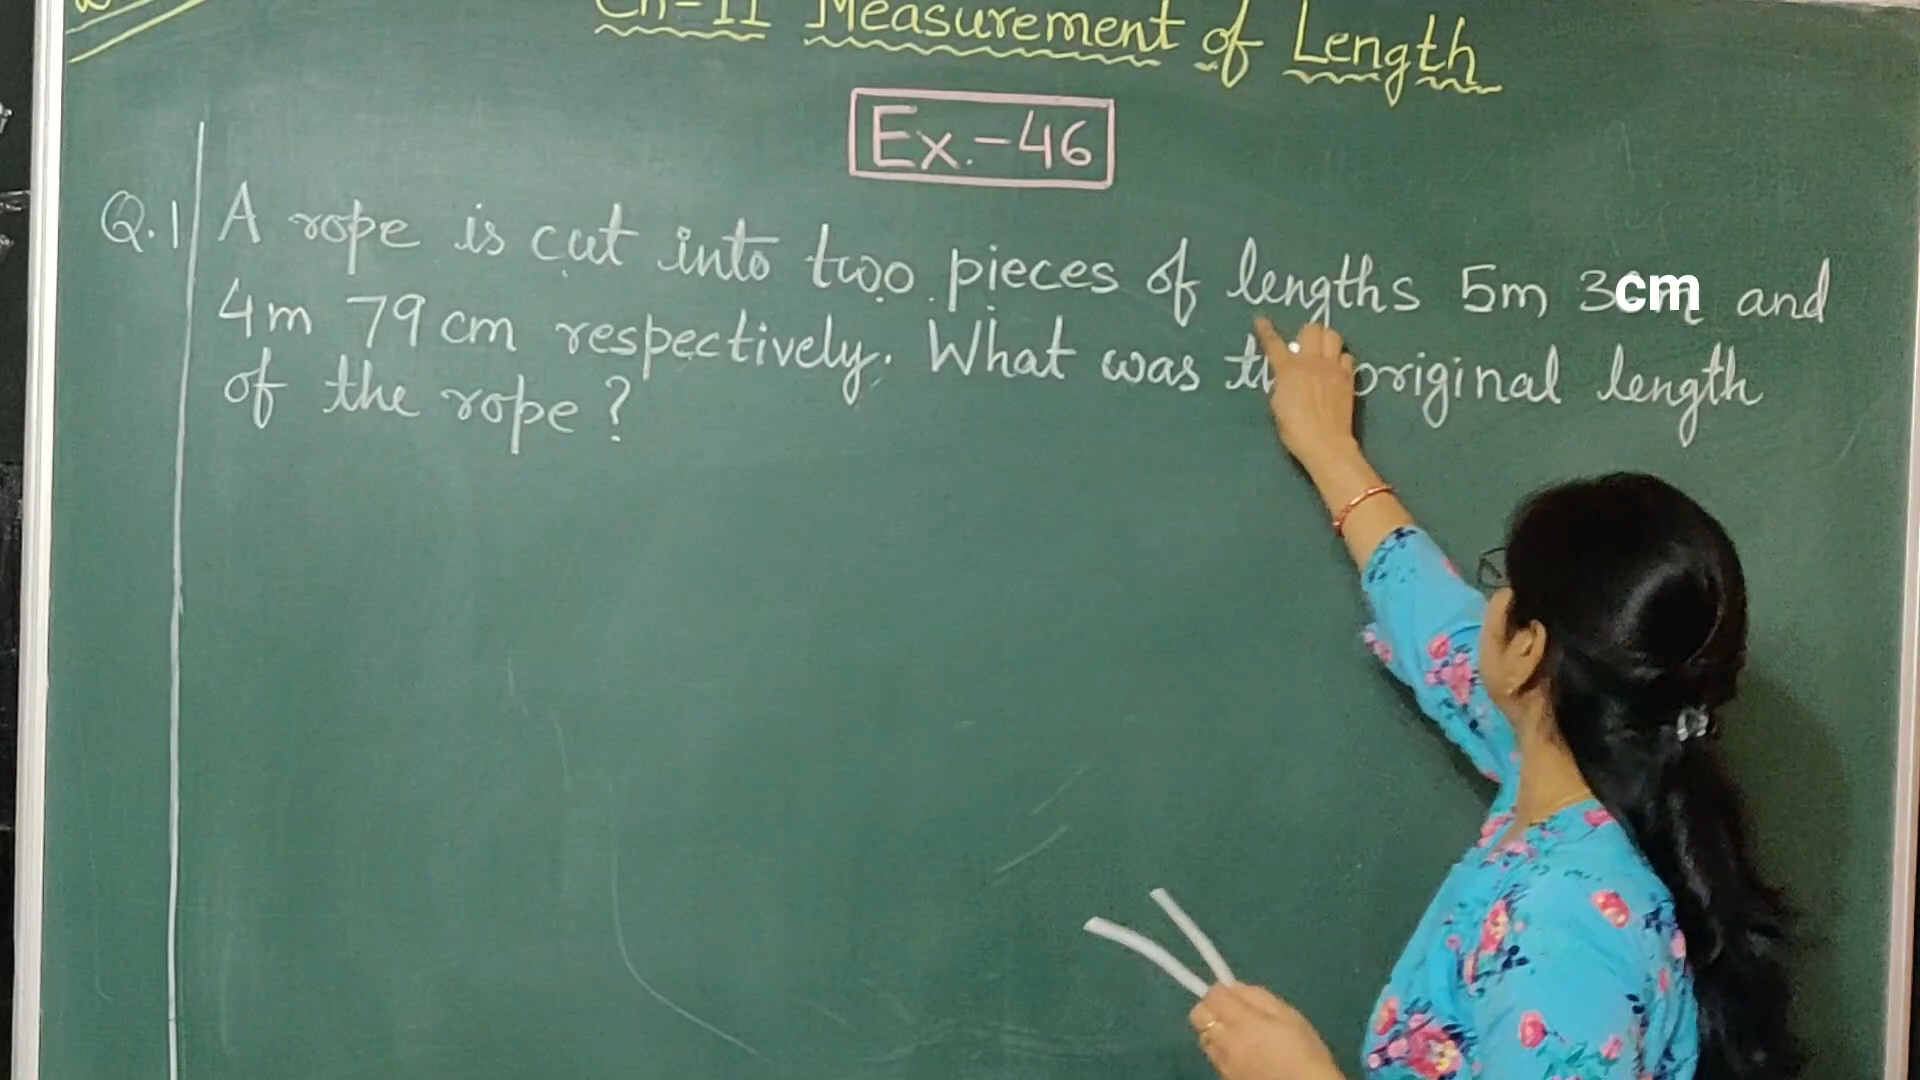 Ch-11 Measurement of Length
Ex.-46
Q.1 A rope is cut into two pieces of lengths 5m 3cm and
4m 79cm respectively. What was original length
of the rope?